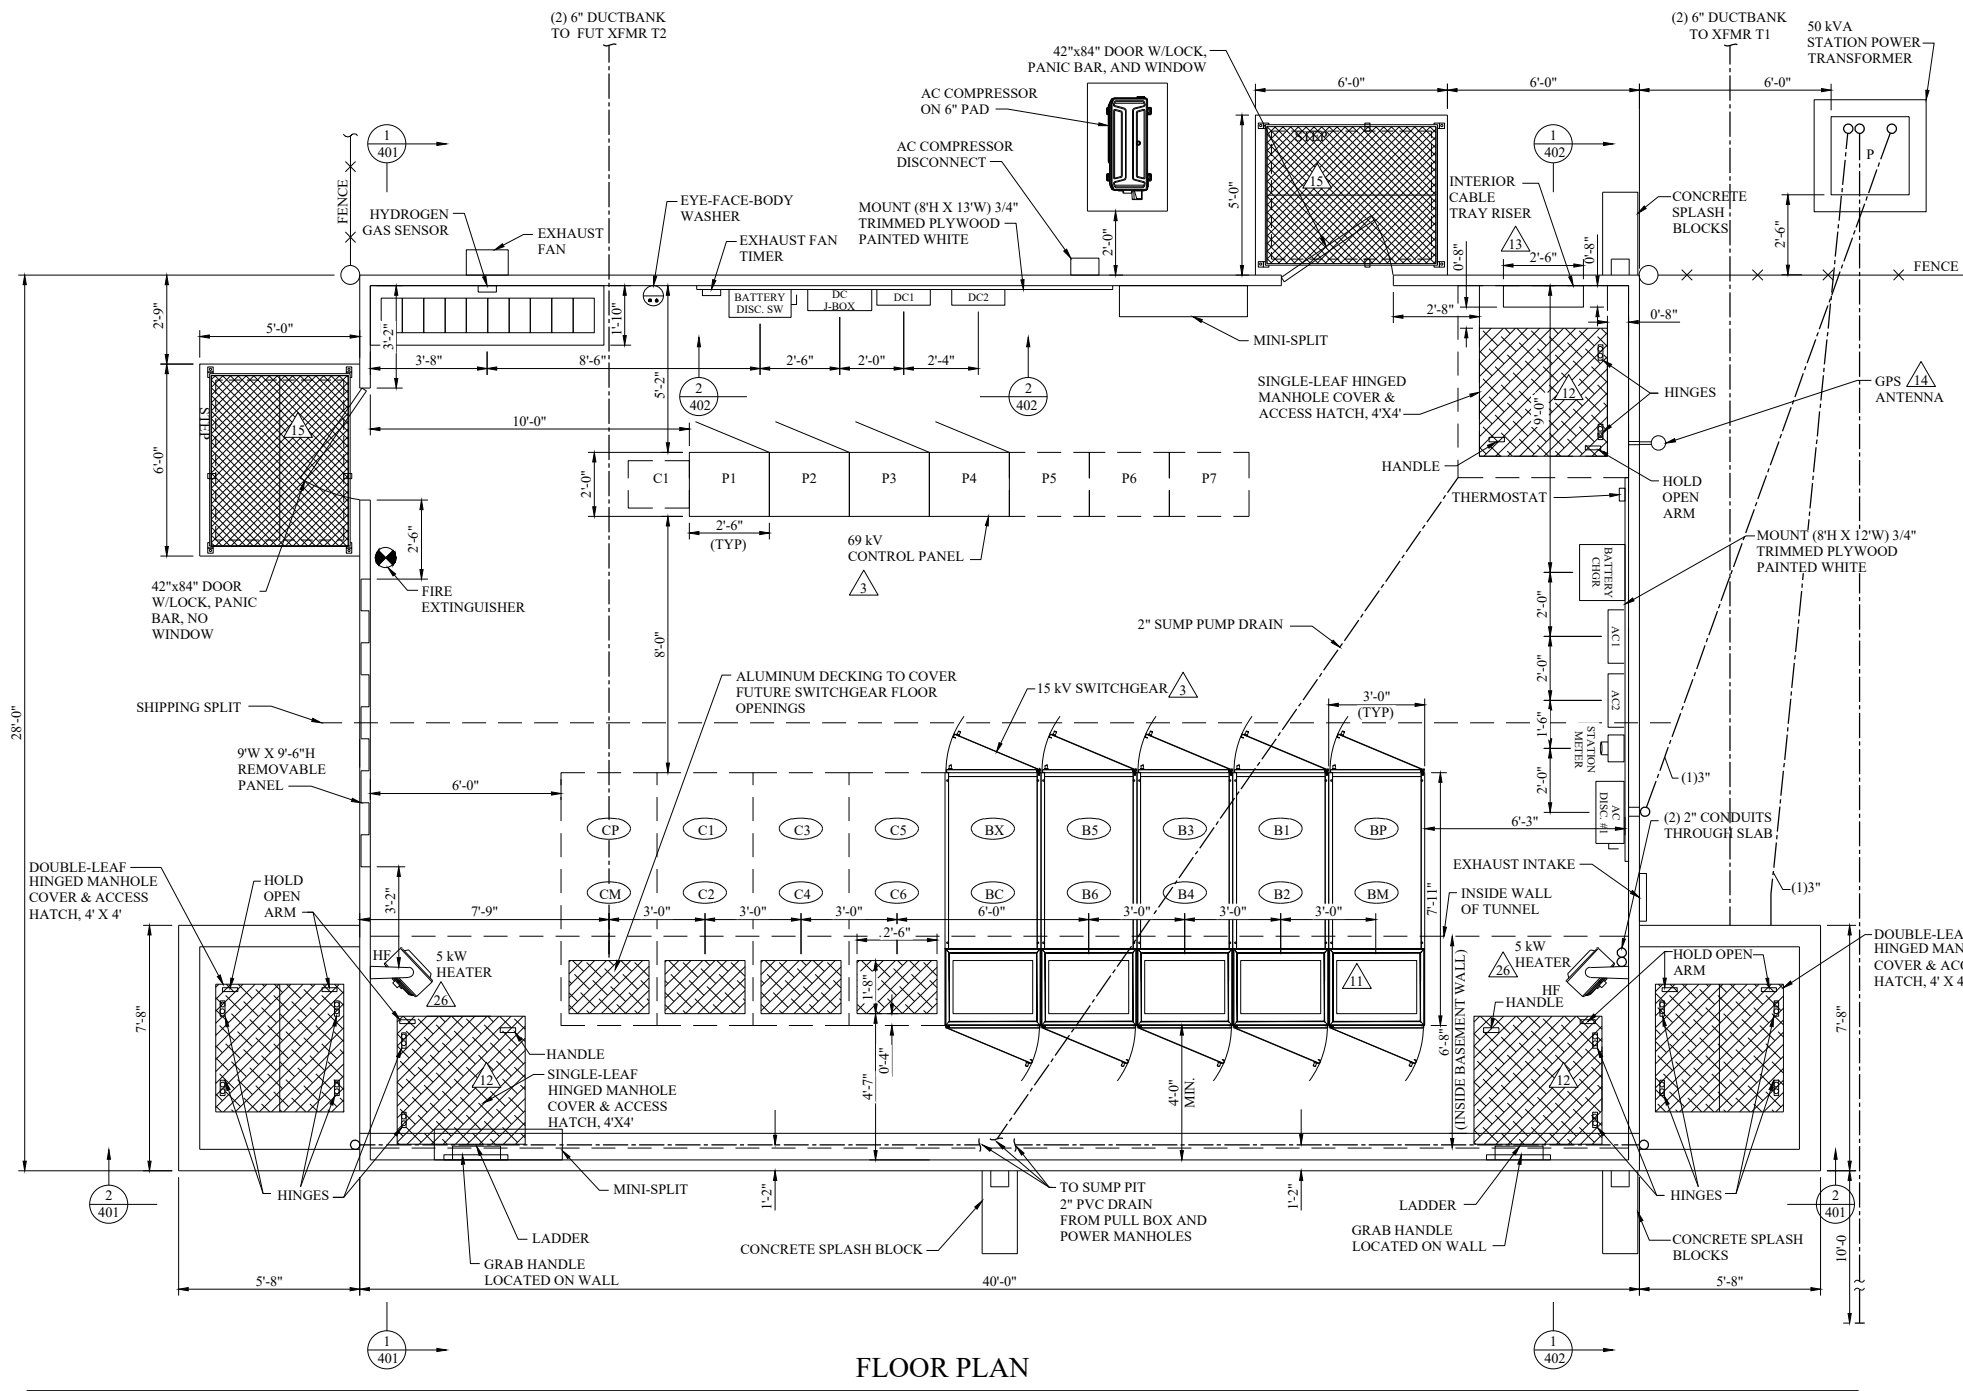 (2) 6" DUCTBANK
TO FUT XFMR T2
(2) 6" DUCTBANK
TO XFMR T1
50 kVA
STATION POWER
TRANSFORMER
42"x84" DOOR W/LOCK,
PANIC BAR, AND WINDOW
6'-0"
6'-0"
6'-0"
AC COMPRESSOR
ON 6" PAD
1
401
AC COMPRESSOR
DISCONNECT
STEP
15
5'-0"
1
402
P
INTERIOR
CABLE
TRAY RISER
13
CONCRETE
SPLASH
BLOCKS
2'-6"
FENCE
HYDROGEN
GAS SENSOR
EXHAUST
FAN
EYE-FACE-BODY
WASHER
EXHAUST FAN
TIMER
MOUNT (8'H X 13'W) 3/4"
TRIMMED PLYWOOD
PAINTED WHITE
2'-0"
0'-8"
2'-6"
0'-8"
FENCE
2'-9"
5'-0"
3'-2"
1'-10"
BATTERY
DISC. SW
DC
J-BOX
DC1
DC2
MINI-SPLIT
2'-8"
0'-8"
3'-8"
8'-6"
2'-6"
2'-0"
2'-4"
5'-2"
2
402
2
402
SINGLE-LEAF HINGED
MANHOLE COVER &
ACCESS HATCH, 4'X4'
12
9'-0"
HINGES
GPS
ANTENNA
14
STEP
15
6'-0"
10'-0"
HANDLE
HOLD
OPEN
ARM
THERMOSTAT
2'-0"
C1
P1
P2
P3
P4
P5
P6
P7
2'-6"
(TYP)
2'-6"
69 kV
CONTROL PANEL
3
MOUNT (8'H X 12'W) 3/4"
TRIMMED PLYWOOD
PAINTED WHITE
BATTERY
CHGR
42"x84" DOOR
W/LOCK, PANIC
BAR, NO
WINDOW
FIRE
EXTINGUISHER
2" SUMP PUMP DRAIN
8'-0"
2'-0"
AC1
2'-0"
AC2
1'-6"
STATION
METER
2'-0"
AC
DISC. #1
ALUMINUM DECKING TO COVER
FUTURE SWITCHGEAR FLOOR
OPENINGS
15 kV SWITCHGEAR
3
3'-0"
(TYP)
SHIPPING SPLIT
28'-0"
9'W X 9'-6"H
REMOVABLE
PANEL
6'-0"
(1)3"
6'-3"
(2) 2" CONDUITS
THROUGH SLAB
CP
C1
C3
C5
BX
B5
B3
B1
BP
CM
C2
C4
C6
BC
B6
B4
B2
BM
EXHAUST INTAKE
INSIDE WALL
OF TUNNEL
(1)3"
DOUBLE-LEAF
HINGED MANHOLE
COVER & ACCESS
HATCH, 4' X 4'
HOLD
OPEN
ARM
3'-2"
7'-9"
3'-0"
3'-0"
3'-0"
6'-0"
3'-0"
3'-0"
3'-0"
7'-11"
2'-6"
1'-8"
HF
5 kW
HEATER
26
11
5 kW
HEATER
26
HF
HOLD OPEN
ARM
HANDLE
7'-8"
HANDLE
12
SINGLE-LEAF
HINGED MANHOLE
COVER & ACCESS
HATCH, 4'X4'
0'-4"
4'-7"
4'-0"
MIN.
6'-8"
(INSIDE BASEMENT WALL)
12
7'-8"
2
401
HINGES
MINI-SPLIT
LADDER
GRAB HANDLE
LOCATED ON WALL
1'-2"
CONCRETE SPLASH BLOCK
TO SUMP PIT
2" PVC DRAIN
FROM PULL BOX AND
POWER MANHOLES
1'-2"
LADDER
GRAB HANDLE
LOCATED ON WALL
HINGES
CONCRETE SPLASH
BLOCKS
2
401
10'-0
5'-8"
40'-0"
5'-8"
1
401
1
402
FLOOR PLAN